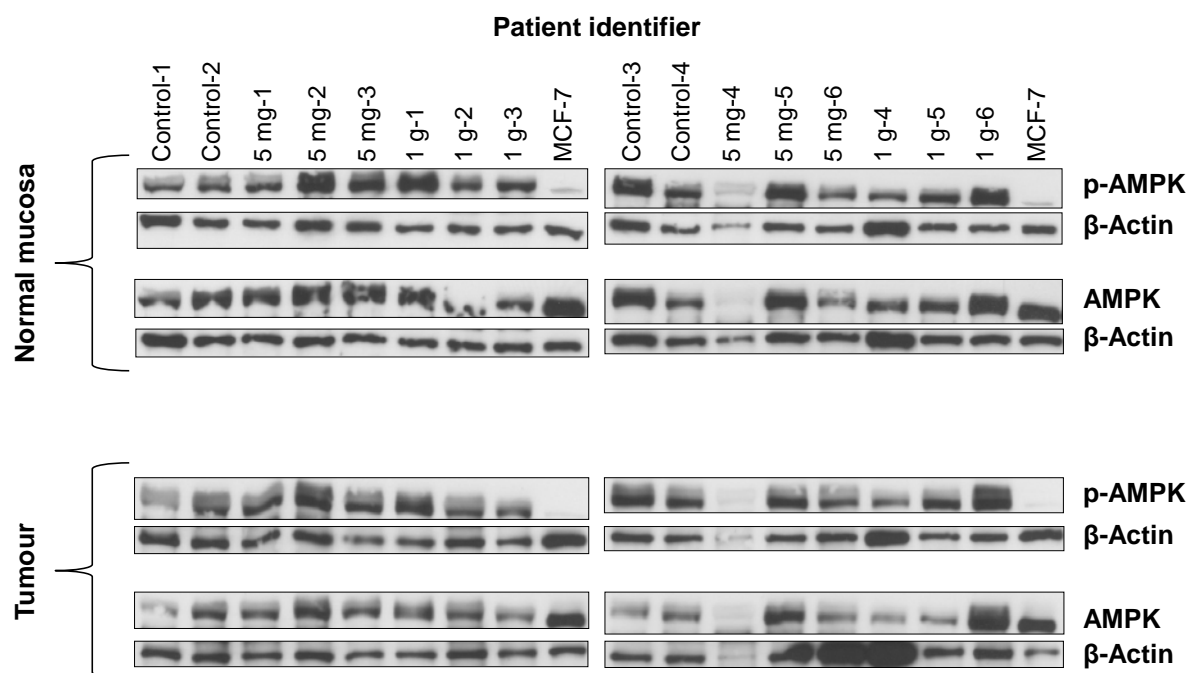 Patient identifier
Control-1
Control-2
5 mg-1
5 mg-2
5 mg-3
1 g-1
1 g-2
1 g-3
MCF-7
Control-3
Control-4
5 mg-4
5 mg-5
5 mg-6
1 g-4
1 g-5
1 g-6
MCF-7
Normal mucosa
p-AMPK
β-Actin
AMPK
β-Actin
Tumour
p-AMPK
β-Actin
AMPK
β-Actin